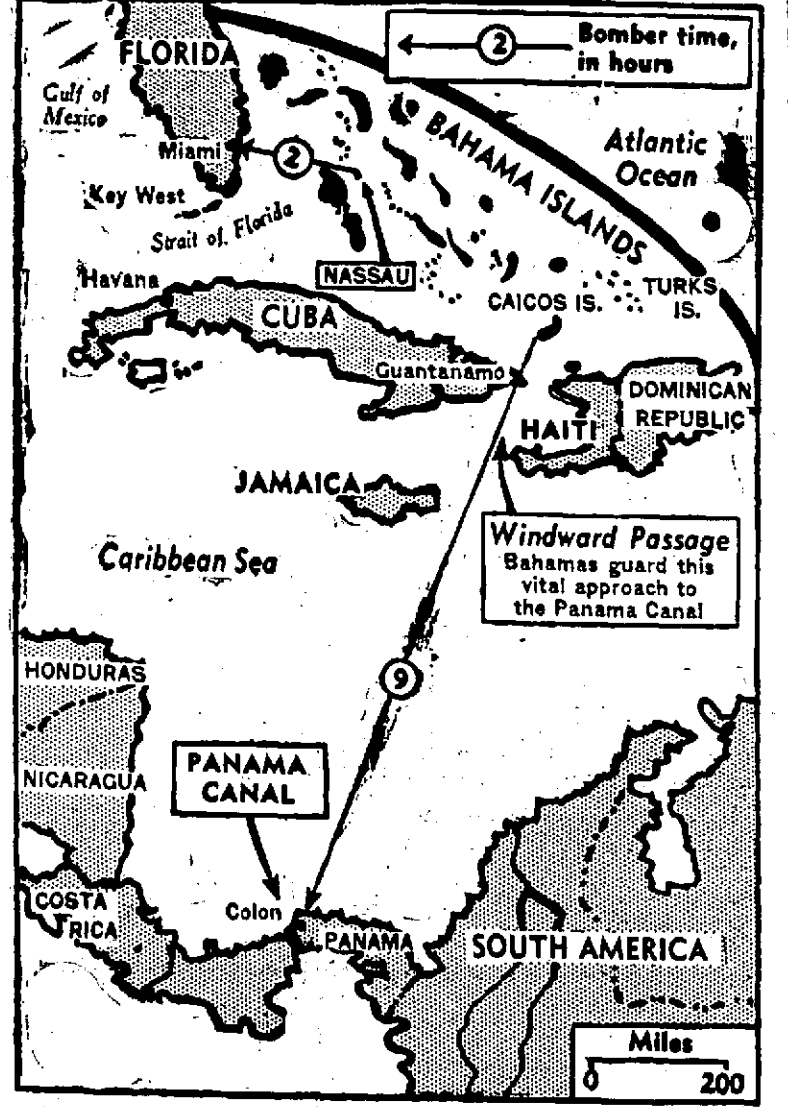 FLORIDA
② Bomber time,
in hours
Gulf of
Mexico
Atlantic
Ocean
BAHAMA ISLANDS
Miami
2
Key West
Strait of Florida
NASSAU
Havana
CUBA
CAICOS IS.
TURKS
IS.
Guantanamo
DOMINICAN
REPUBLIC
HAITI
JAMAICA
Windward Passage
Bahamas guard this
vital approach to
the Panama Canal
Caribbean Sea
9
HONDURAS
NICARAGUA
PANAMA
CANAL
COSTA
RICA
Colon
PANAMA
SOUTH AMERICA
Miles
0 200